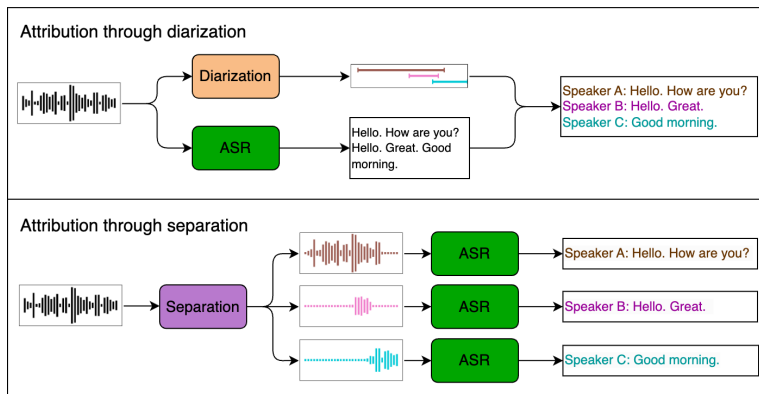 Attribution through diarization
Diarization
ASR
Hello. How are you?
Hello. Great. Good
morning.
Speaker A: Hello. How are you?
Speaker B: Hello. Great.
Speaker C: Good morning.
Attribution through separation
Separation
ASR
Speaker A: Hello. How are you?
ASR
Speaker B: Hello. Great.
ASR
Speaker C: Good morning.